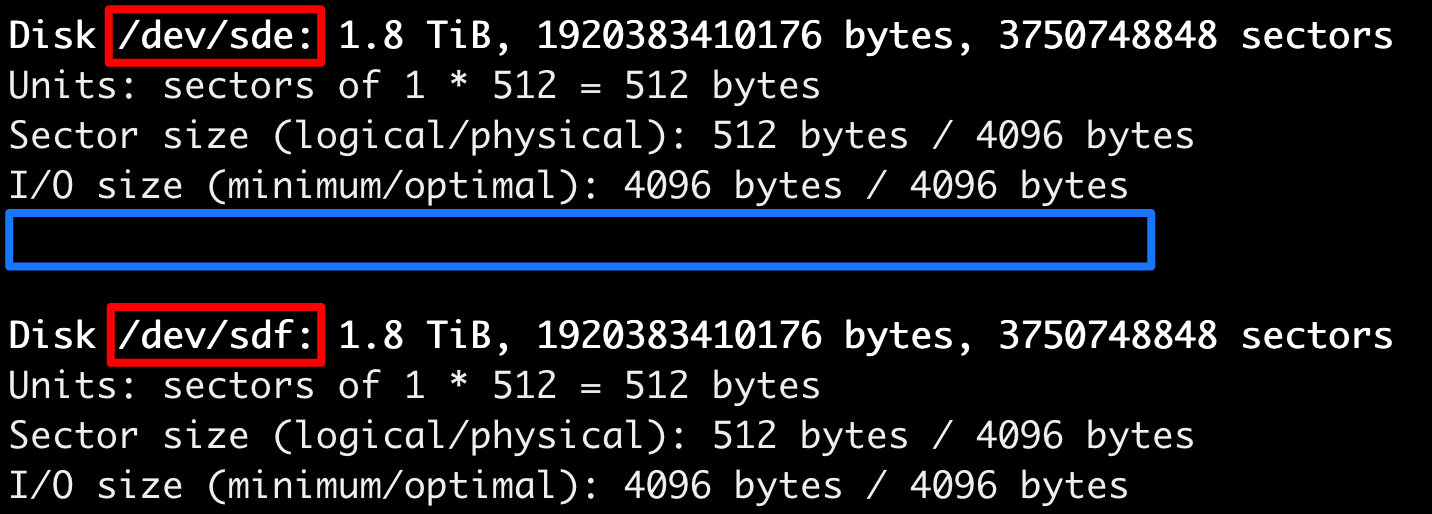 Disk /dev/sde: 1.8 TiB, 1920383410176 bytes, 3750748848 sectors
Units: sectors of 1 * 512 = 512 bytes
Sector size (logical/physical): 512 bytes / 4096 bytes
I/O size (minimum/optimal): 4096 bytes / 4096 bytes
Disk /dev/sdf: 1.8 TiB, 1920383410176 bytes, 3750748848 sectors
Units: sectors of 1 * 512 = 512 bytes
Sector size (logical/physical): 512 bytes / 4096 bytes
I/O size (minimum/optimal): 4096 bytes / 4096 bytes